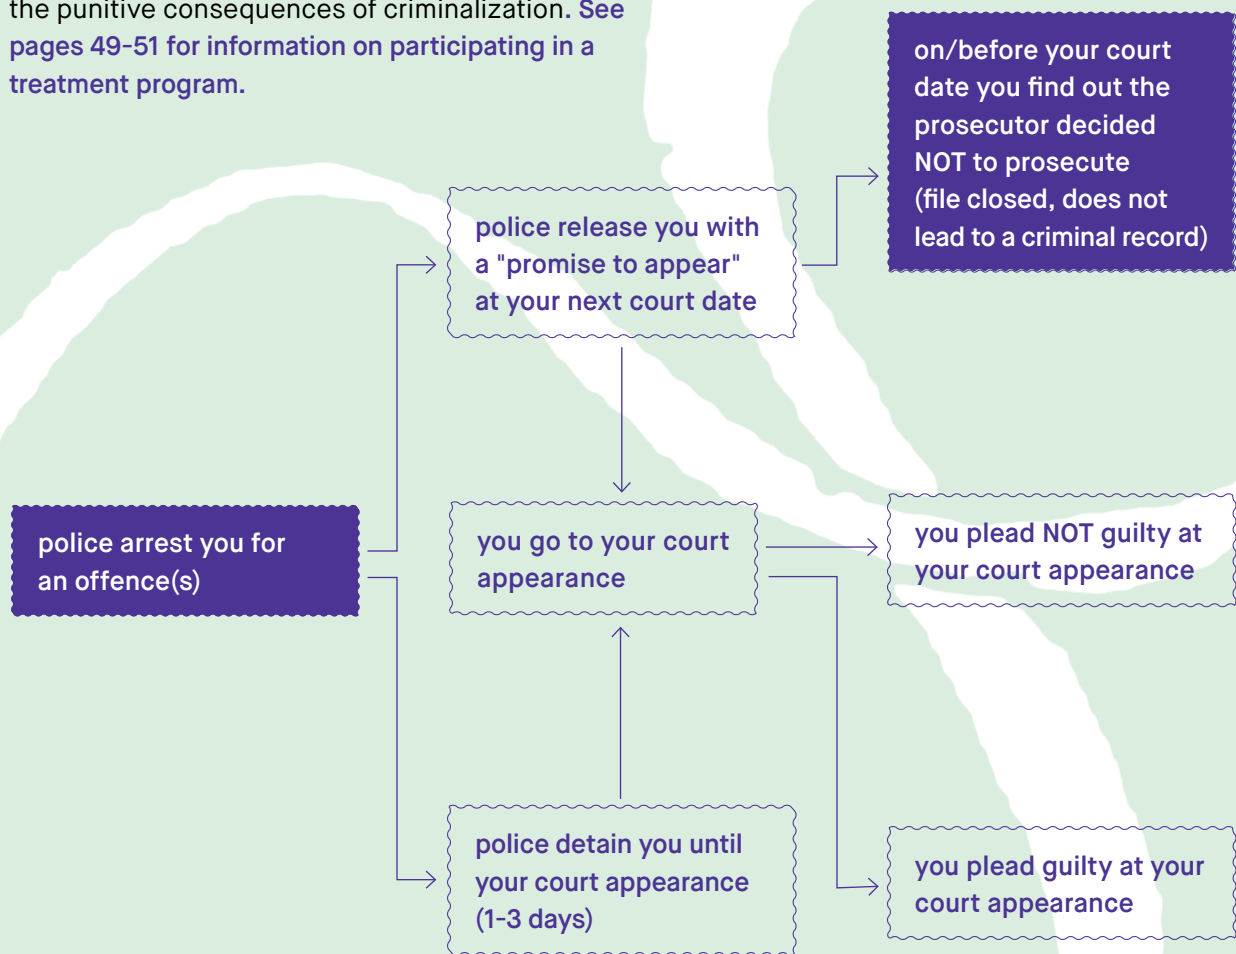 the punitive consequences of criminalization. See
pages 49-51 for information on participating in a
treatment program.
on/before your court
date you find out the
prosecutor decided
NOT to prosecute
(file closed, does not
lead to a criminal record)
police release you with
a "promise to appear"
at your next court date
police arrest you for
an offence(s)
you go to your court
appearance
you plead NOT guilty at
your court appearance
police detain you until
your court appearance
(1-3 days)
you plead guilty at your
court appearance